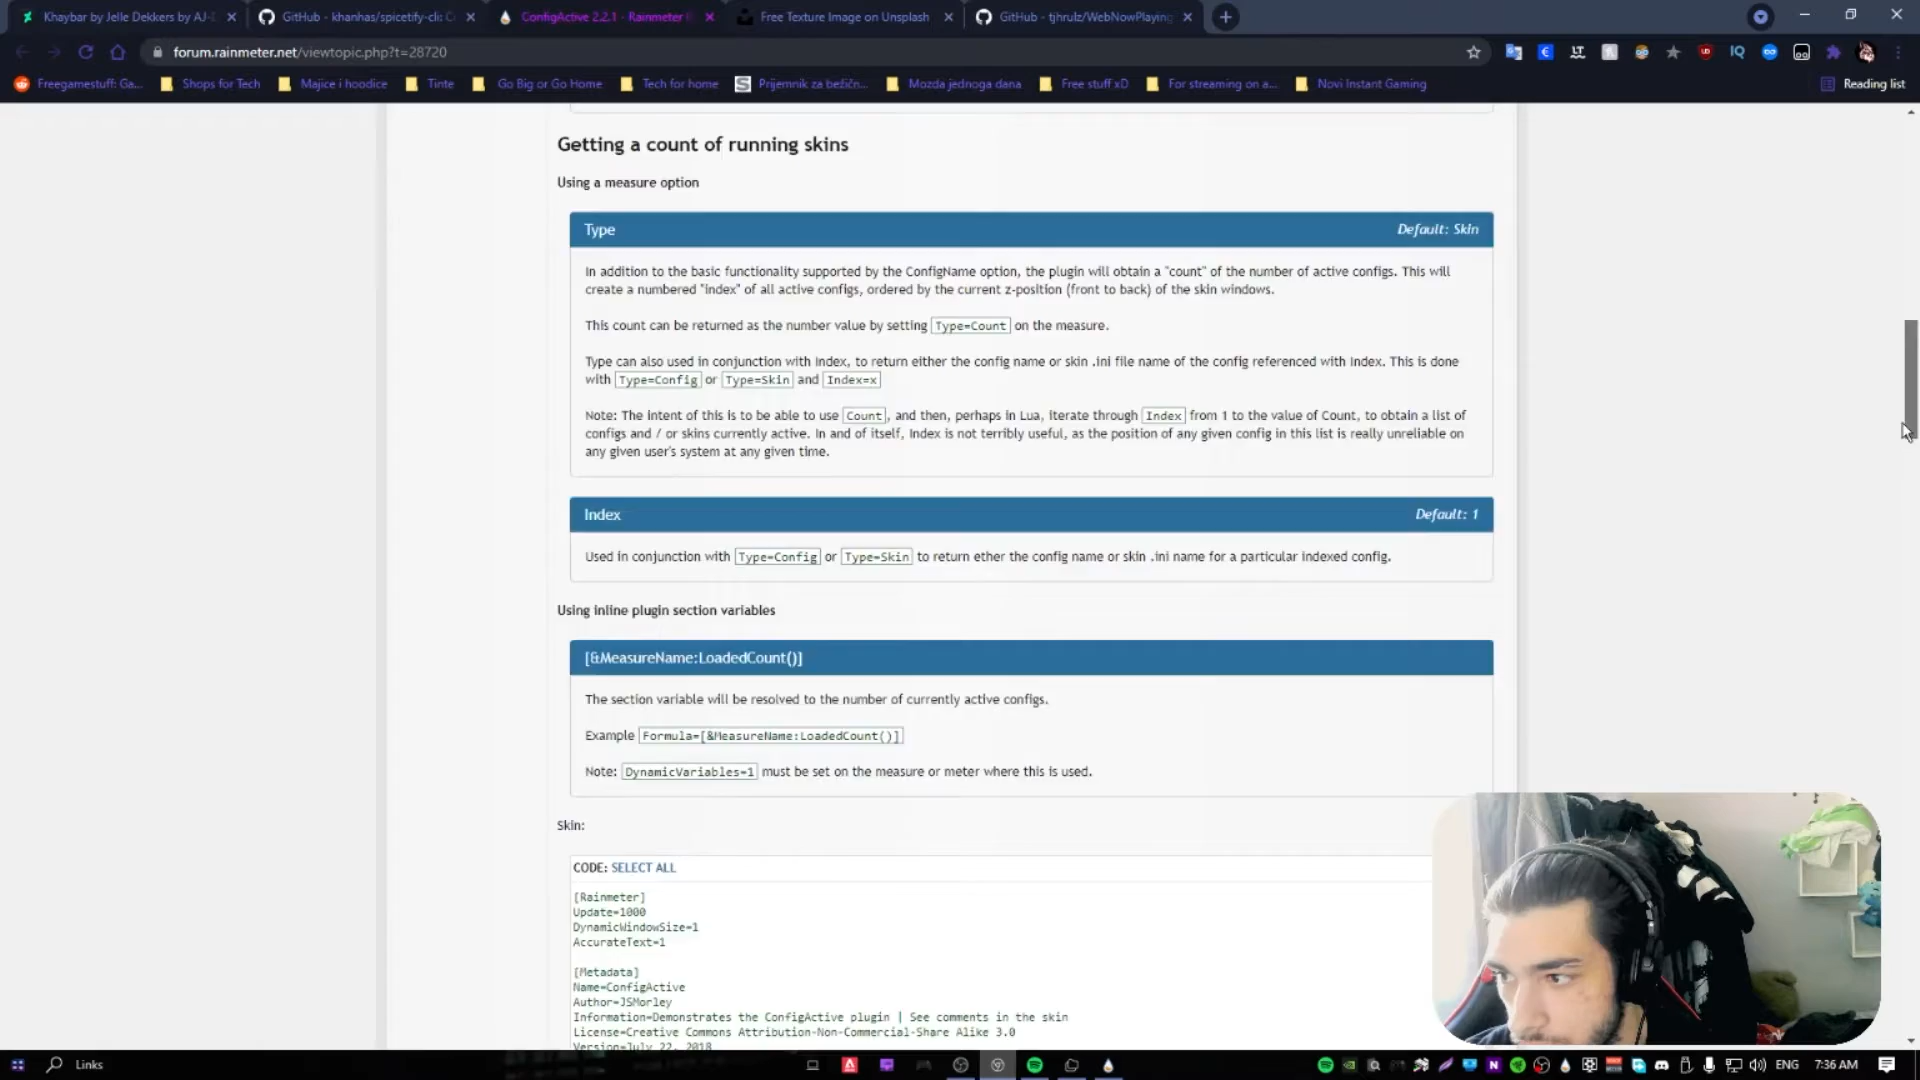 Khaybar by Jelle Dekkers by AJ-
GitHub - khanhas/spicetify-cli: C
ConfigActive 2.2.1 - Rainmeter F
Free Texture Image on Unsplash
GitHub - tjhrulz/WebNowPlaying
forum.rainmeter.net/viewtopic.php?t=28720
Freegamestuff: Ga...
Shops for Tech
Majice i hoodice
Tinte
Go Big or Go Home
Tech for home
Prijemnik za bežičn...
Mozda jednoga dana
Free stuff xD
For streaming on a...
Novi Instant Gaming
Reading list
Getting a count of running skins
Using a measure option
Type
Default: Skin
In addition to the basic functionality supported by the ConfigName option, the plugin will obtain a "count" of the number of active configs. This will
create a numbered "index" of all active configs, ordered by the current z-position (front to back) of the skin windows.
This count can be returned as the number value by setting Type=Count on the measure.
Type can also used in conjunction with Index, to return either the config name or skin .ini file name of the config referenced with Index. This is done
with Type=Config or Type=Skin and Index=x
Note: The intent of this is to be able to use Count, and then, perhaps in Lua, iterate through Index from 1 to the value of Count, to obtain a list of
configs and / or skins currently active. In and of itself, Index is not terribly useful, as the position of any given config in this list is really unreliable on
any given user's system at any given time.
Index
Default: 1
Used in conjunction with Type=Config or Type=Skin to return ether the config name or skin .ini name for a particular indexed config.
Using inline plugin section variables
[&MeasureName:LoadedCount()]
The section variable will be resolved to the number of currently active configs.
Example Formula=[&MeasureName:LoadedCount()]
Note: DynamicVariables=1 must be set on the measure or meter where this is used.
Skin:
CODE: SELECT ALL
[Rainmeter]
Update=1000
DynamicWindowSize=1
AccurateText=1
[Metadata]
Name=ConfigActive
Author=JSMorley
Information=Demonstrates the ConfigActive plugin | See comments in the skin
License=Creative Commons Attribution-Non-Commercial-Share Alike 3.0
Version=July 22, 2018
Links
ENG
7:36 AM